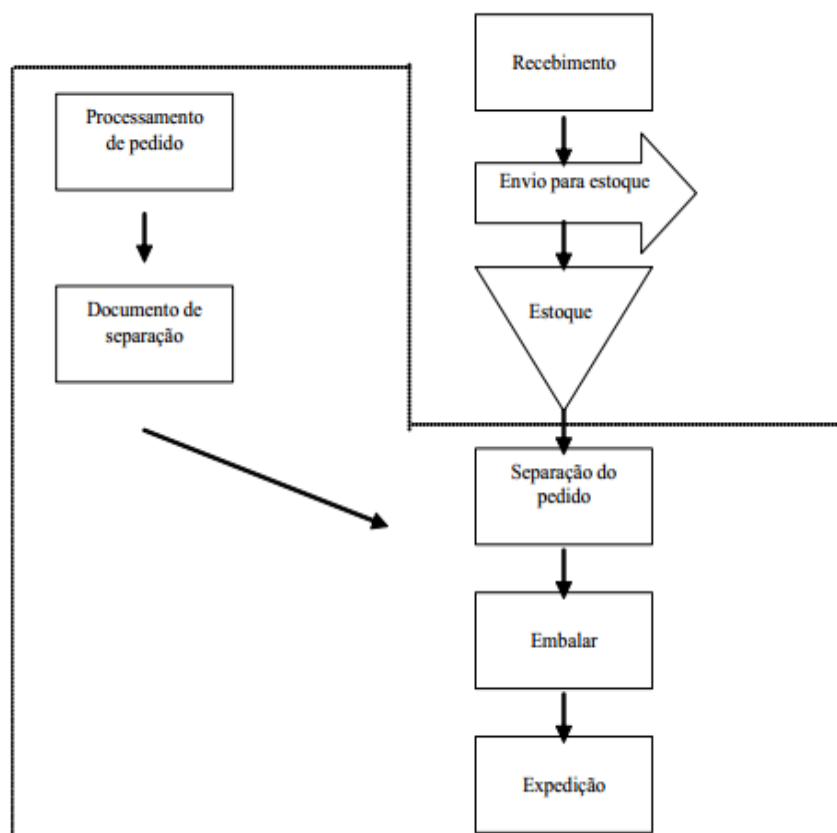 Recebimento
Processamento
de pedido
Envio para estoque
Documento de
separação
Estoque
Separação do
pedido
Embalar
Expedição